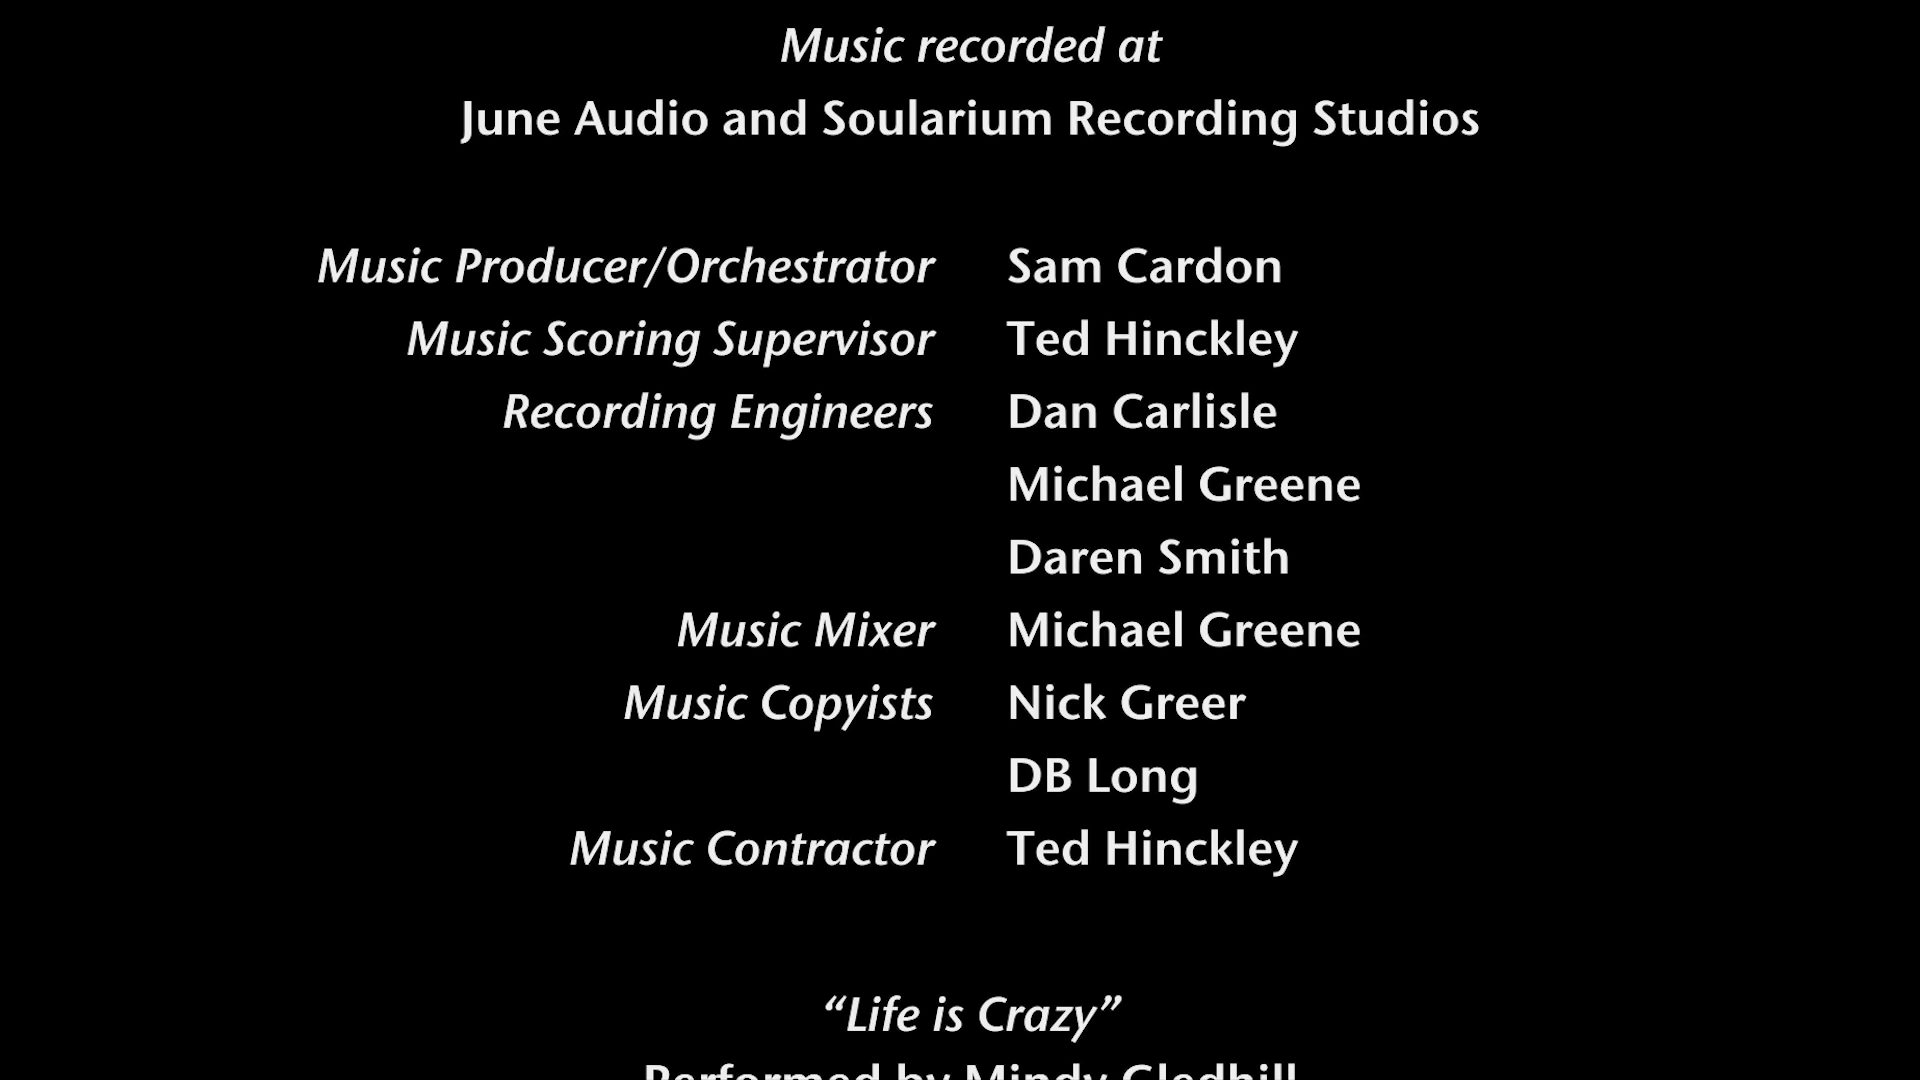 Music recorded at
June Audio and Soularium Recording Studios
Music Producer/Orchestrator Sam Cardon
Music Scoring Supervisor Ted Hinckley
Recording Engineers Dan Carlisle
Michael Greene
Daren Smith
Music Mixer Michael Greene
Music Copyists Nick Greer
DB Long
Music Contractor Ted Hinckley
“Life is Crazy”
Performed by Mindy Gledhill